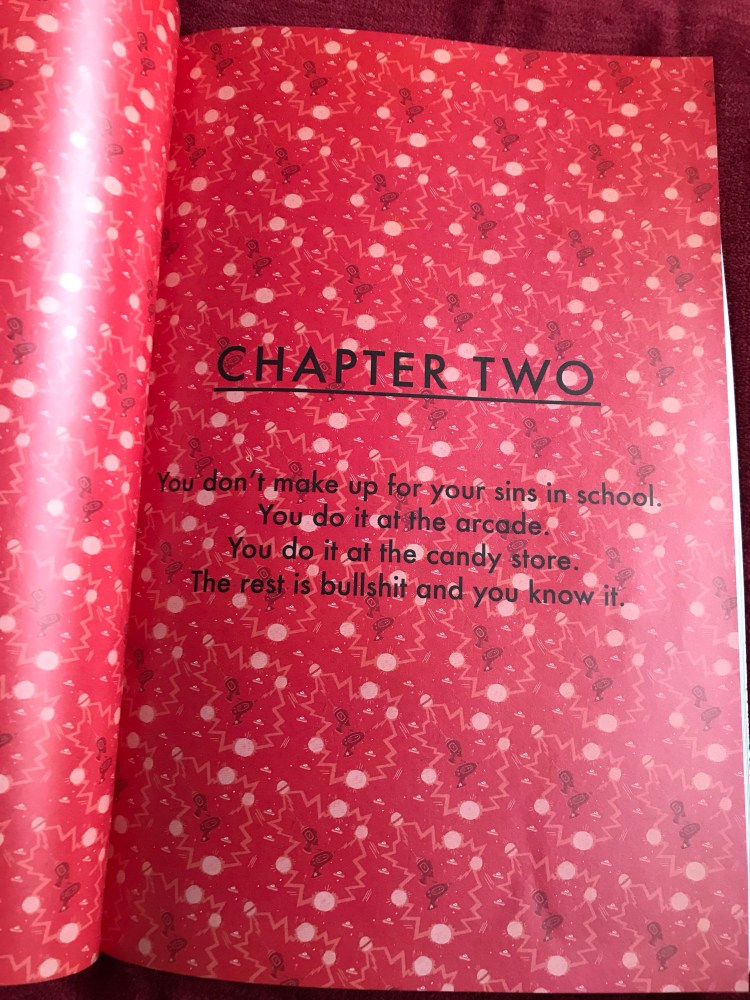 CHAPTER TWO
You don't make up for your sins in school.
You do it at the arcade.
You do it at the candy store.
The rest is bullshit and you know it.